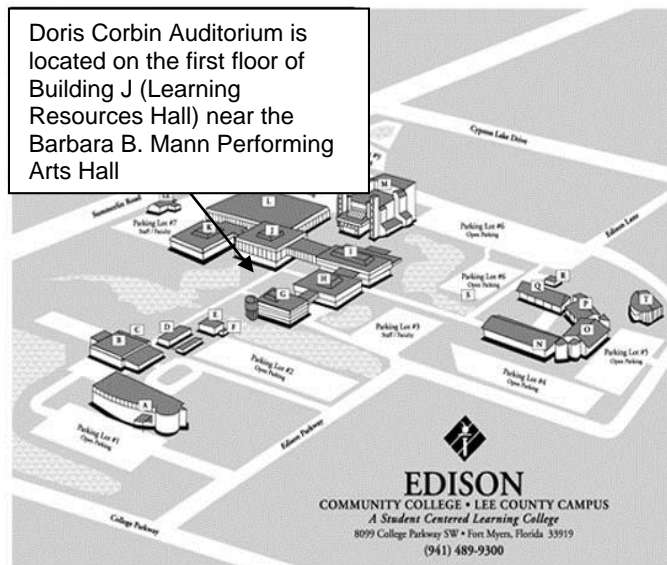 Doris Corbin Auditorium is
located on the first floor of
Building J (Learning
Resources Hall) near the
Barbara B. Mann Performing
Arts Hall
Cypress Lake Drive
Summerlin Road
M
L
Parking Lot #7
Staff / Faculty
K
J
I
Parking Lot #6
Open Parking
Edison Lane
H
Parking Lot #6
Open Parking
S
R
Q
P
T
G
E
F
D
C
B
Parking Lot #3
Staff / Faculty
O
N
Parking Lot #5
Open Parking
Parking Lot #2
Open Parking
Parking Lot #4
Open Parking
A
Parking Lot #1
Open Parking
Edison Parkway
College Parkway
EDISON
COMMUNITY COLLEGE • LEE COUNTY CAMPUS
A Student Centered Learning College
8099 College Parkway SW • Fort Myers, Florida 33919
(941) 489-9300